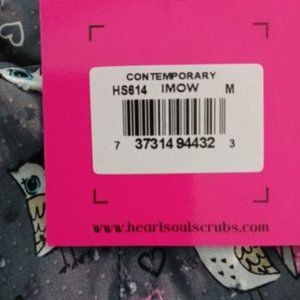 CONTEMPORARY
HS614 IMOW M
7 37314 94432 3
www.heartsoulscrubs.com